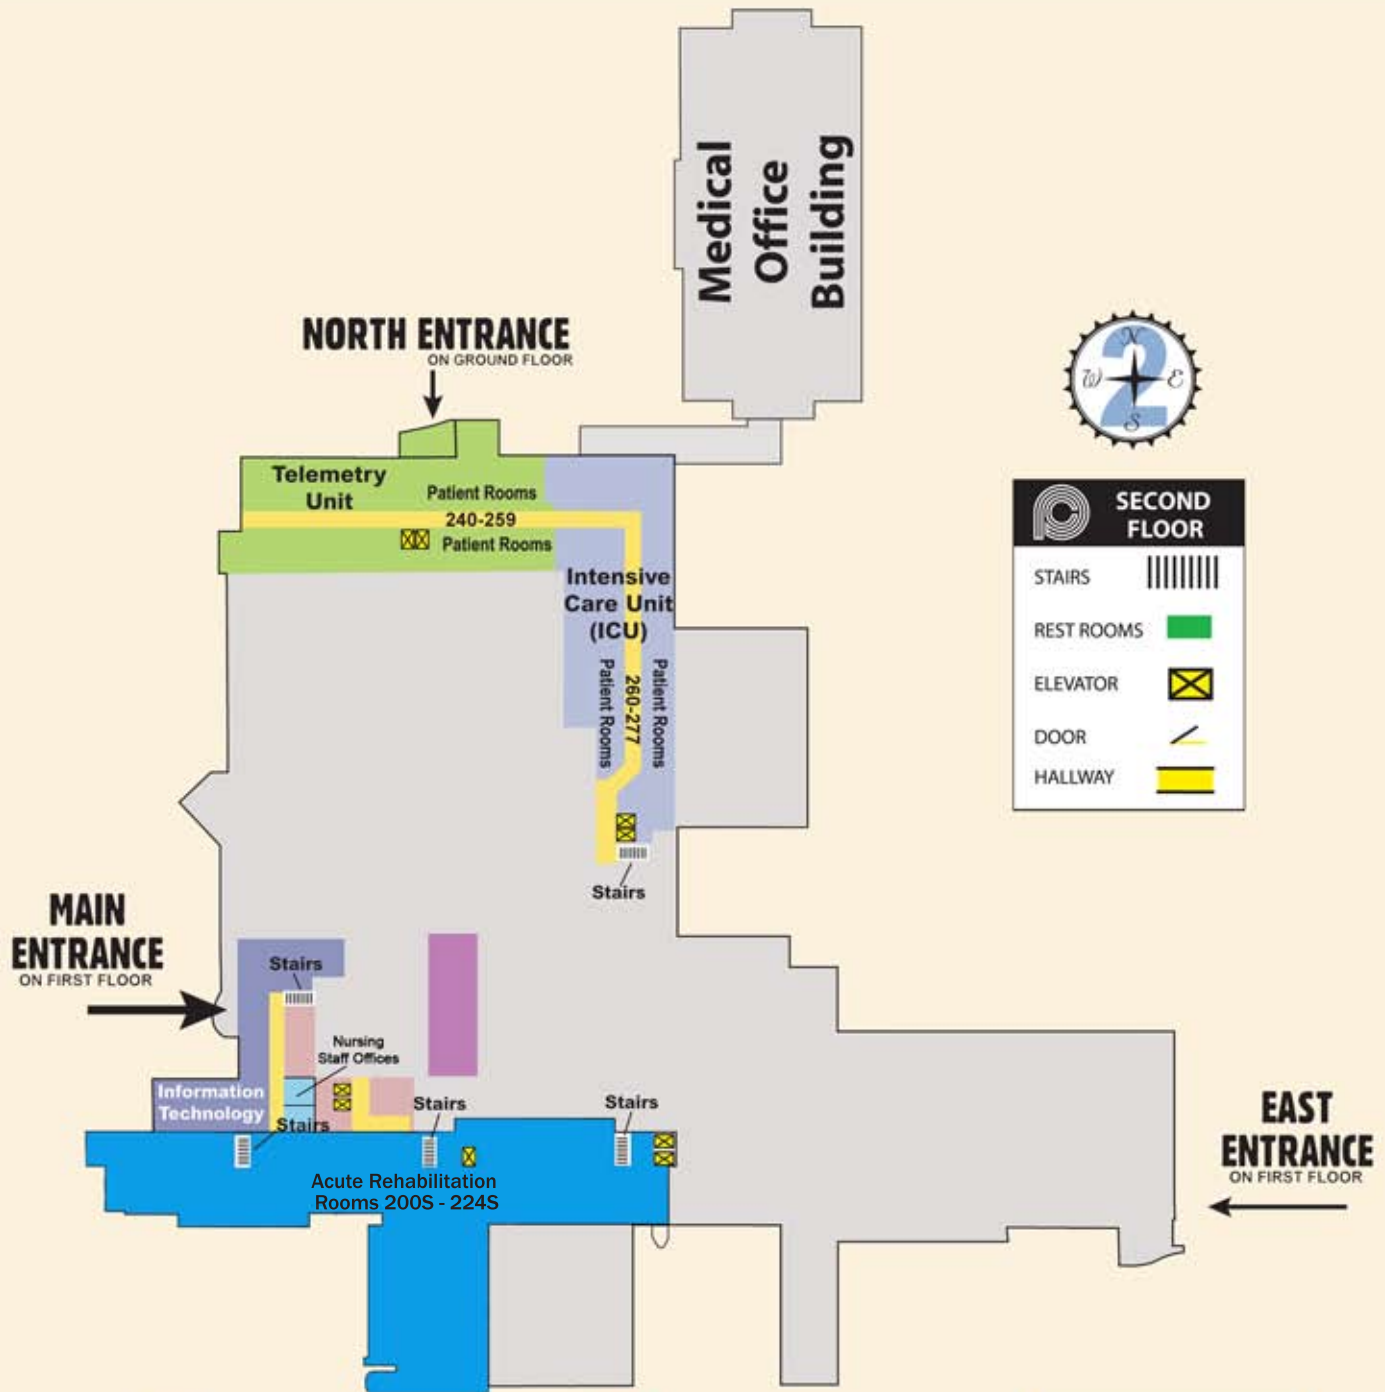 Medical
Office
Building
NORTH ENTRANCE
ON GROUND FLOOR
N
W
E
S
2
Telemetry
Unit
Patient Rooms
240-259
Patient Rooms
Intensive
Care Unit
(ICU)
Patient Rooms
260-277
Patient Rooms
Stairs
SECOND
FLOOR
STAIRS
REST ROOMS
ELEVATOR
DOOR
HALLWAY
MAIN
ENTRANCE
ON FIRST FLOOR
Stairs
Nursing
Staff Offices
Information
Technology
Stairs
Stairs
Stairs
Acute Rehabilitation
Rooms 200S - 224S
EAST
ENTRANCE
ON FIRST FLOOR